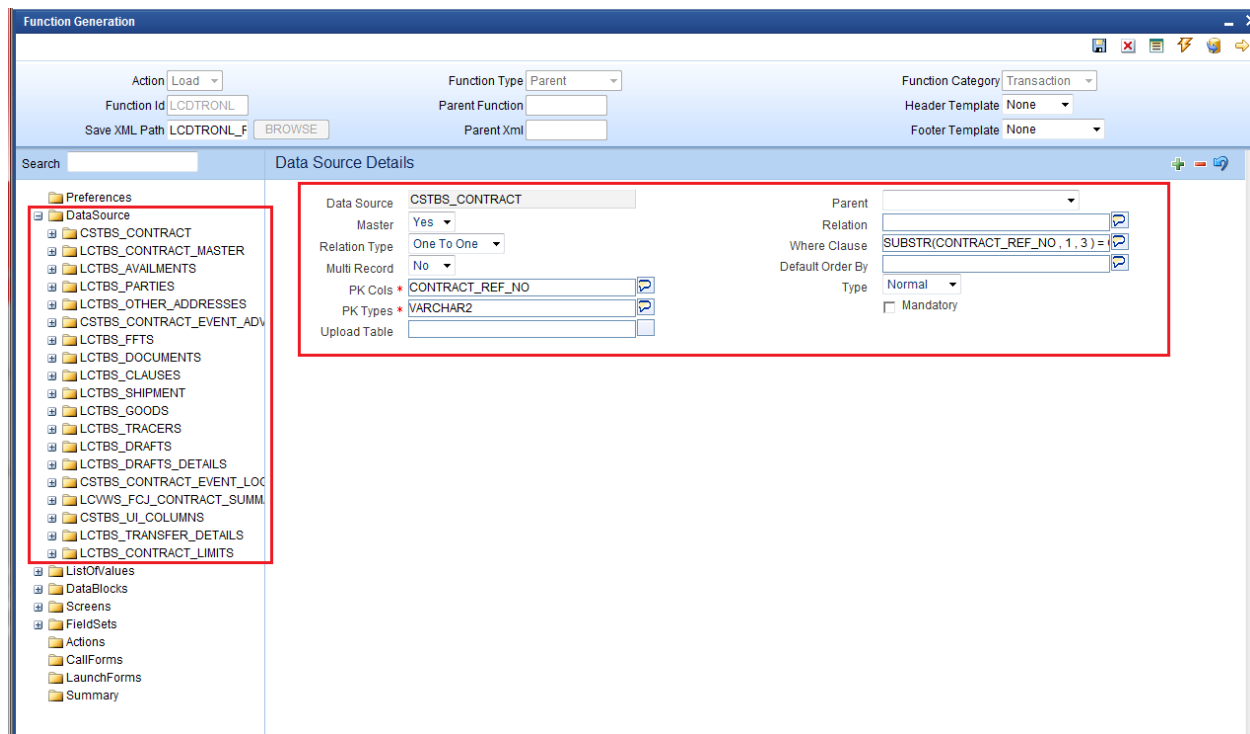 Function Generation
Action Load Function Type Parent Function Category Transaction
Function Id LCDTRONL Parent Function Header Template None
Save XML Path LCDTRONL_F BROWSE Parent Xml Footer Template None
Search Data Source Details
Preferences
DataSource
CSTBS_CONTRACT
LCTBS_CONTRACT_MASTER
LCTBS_AVAILMENTS
LCTBS_PARTIES
LCTBS_OTHER_ADDRESSES
CSTBS_CONTRACT_EVENT_ADV
LCTBS_FFTS
LCTBS_DOCUMENTS
LCTBS_CLAUSES
LCTBS_SHIPMENT
LCTBS_GOODS
LCTBS_TRACERS
LCTBS_DRAFTS
LCTBS_DRAFTS_DETAILS
CSTBS_CONTRACT_EVENT_LOG
LCVWS_FCJ_CONTRACT_SUMM
CSTBS_UI_COLUMNS
LCTBS_TRANSFER_DETAILS
LCTBS_CONTRACT_LIMITS
ListOfValues
DataBlocks
Screens
FieldSets
Actions
CallForms
LaunchForms
Summary
Data Source CSTBS_CONTRACT Parent
Master Yes Relation
Relation Type One To One Where Clause SUBSTR(CONTRACT_REF_NO , 1 , 3 ) =
Multi Record No Default Order By
PK Cols * CONTRACT_REF_NO Type Normal
PK Types * VARCHAR2 Mandatory
Upload Table